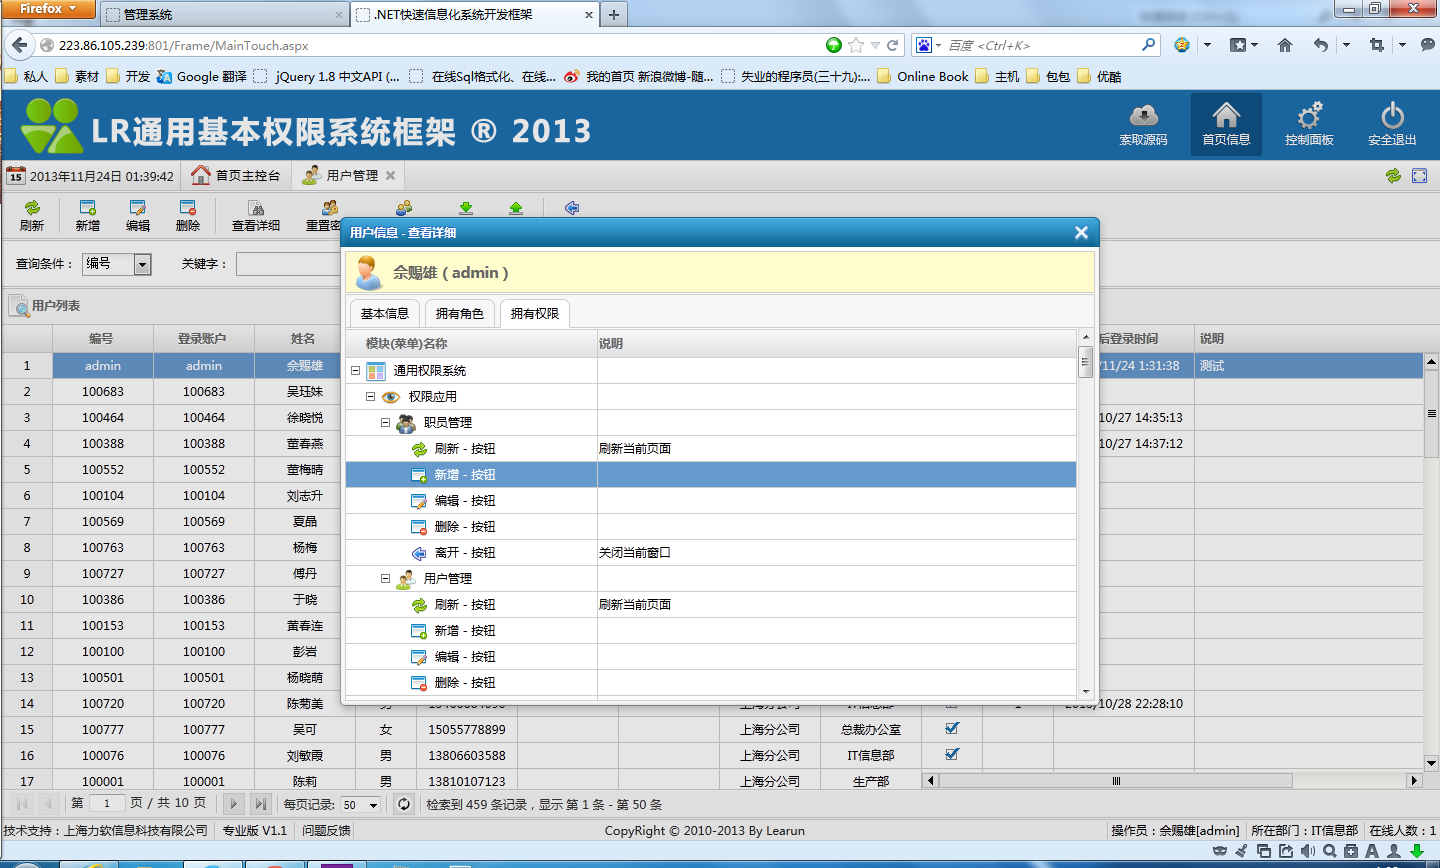 Firefox
管理系统
.NET快速信息化系统开发框架
223.86.105.239:801/Frame/MainTouch.aspx
百度 <Ctrl+K>
私人 素材 开发 Google 翻译 jQuery 1.8 中文API (... 在线Sql格式化、在线... 我的首页 新浪微博-随... 失业的程序员(三十九):... Online Book 主机 包包 优酷
LR通用基本权限系统框架 ® 2013
索取源码 首页信息 控制面板 安全退出
15 2013年11月24日 01:39:42 首页主控台 用户管理
刷新 新增 编辑 删除 查看详细 重置密
用户信息 - 查看详细
查询条件： 编号 关键字：
佘赐雄 ( admin )
用户列表
基本信息 拥有角色 拥有权限
编号 登录账户 姓名 后登录时间 说明
模块(菜单)名称 说明
1 admin admin 佘赐雄 /11/24 1:31:38 测试
通用权限系统
2 100683 100683 吴珏妹
权限应用
3 100464 100464 徐晓悦 10/27 14:35:13
职员管理
4 100388 100388 董春燕 10/27 14:37:12
刷新 - 按钮 刷新当前页面
5 100552 100552 董梅晴
新增 - 按钮
6 100104 100104 刘志升
编辑 - 按钮
7 100569 100569 夏晶
删除 - 按钮
8 100763 100763 杨梅
离开 - 按钮 关闭当前窗口
9 100727 100727 傅丹
用户管理
10 100386 100386 于晓
刷新 - 按钮 刷新当前页面
11 100153 100153 黄春连
新增 - 按钮
12 100100 100100 彭岩
编辑 - 按钮
13 100501 100501 杨晓萌
删除 - 按钮
14 100720 100720 陈菊美 /10/28 22:28:10
15 100777 100777 吴可 女 15055778899 上海分公司 总裁办公室
16 100076 100076 刘敏霞 男 13806603588 上海分公司 IT信息部
17 100001 100001 陈莉 男 13810107123 上海分公司 生产部
第 1 页 / 共 10 页 每页记录: 50 检索到 459 条记录，显示 第 1 条 - 第 50 条
技术支持：上海力软信息科技有限公司 专业版 V1.1 问题反馈 CopyRight © 2010-2013 By Learun 操作员：佘赐雄[admin] 所在部门：IT信息部 在线人数：1